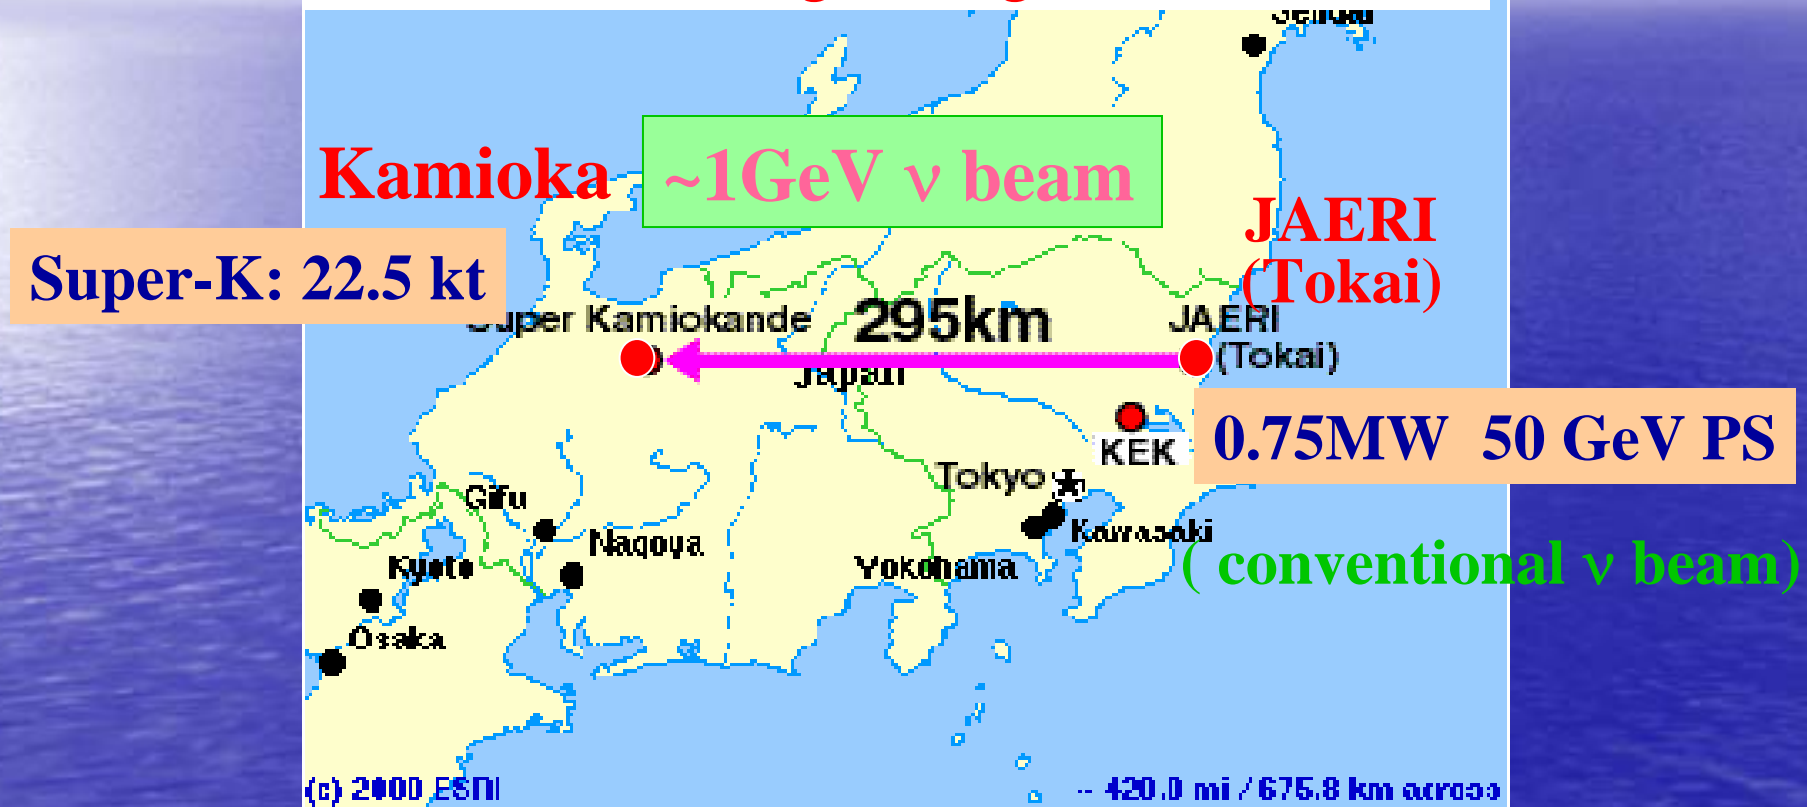 Kamioka
~1GeV ν beam
JAERI
(Tokai)
Super-K: 22.5 kt
Super Kamiokande
295km
JAERI
(Tokai)
Japan
KEK
0.75MW 50 GeV PS
Tokyo
Gifu
Nagoya
Kawasaki
Kyoto
Yokohama
( conventional ν beam)
Osaka
(c) 2000 ESRI
420.0 mi / 675.8 km across